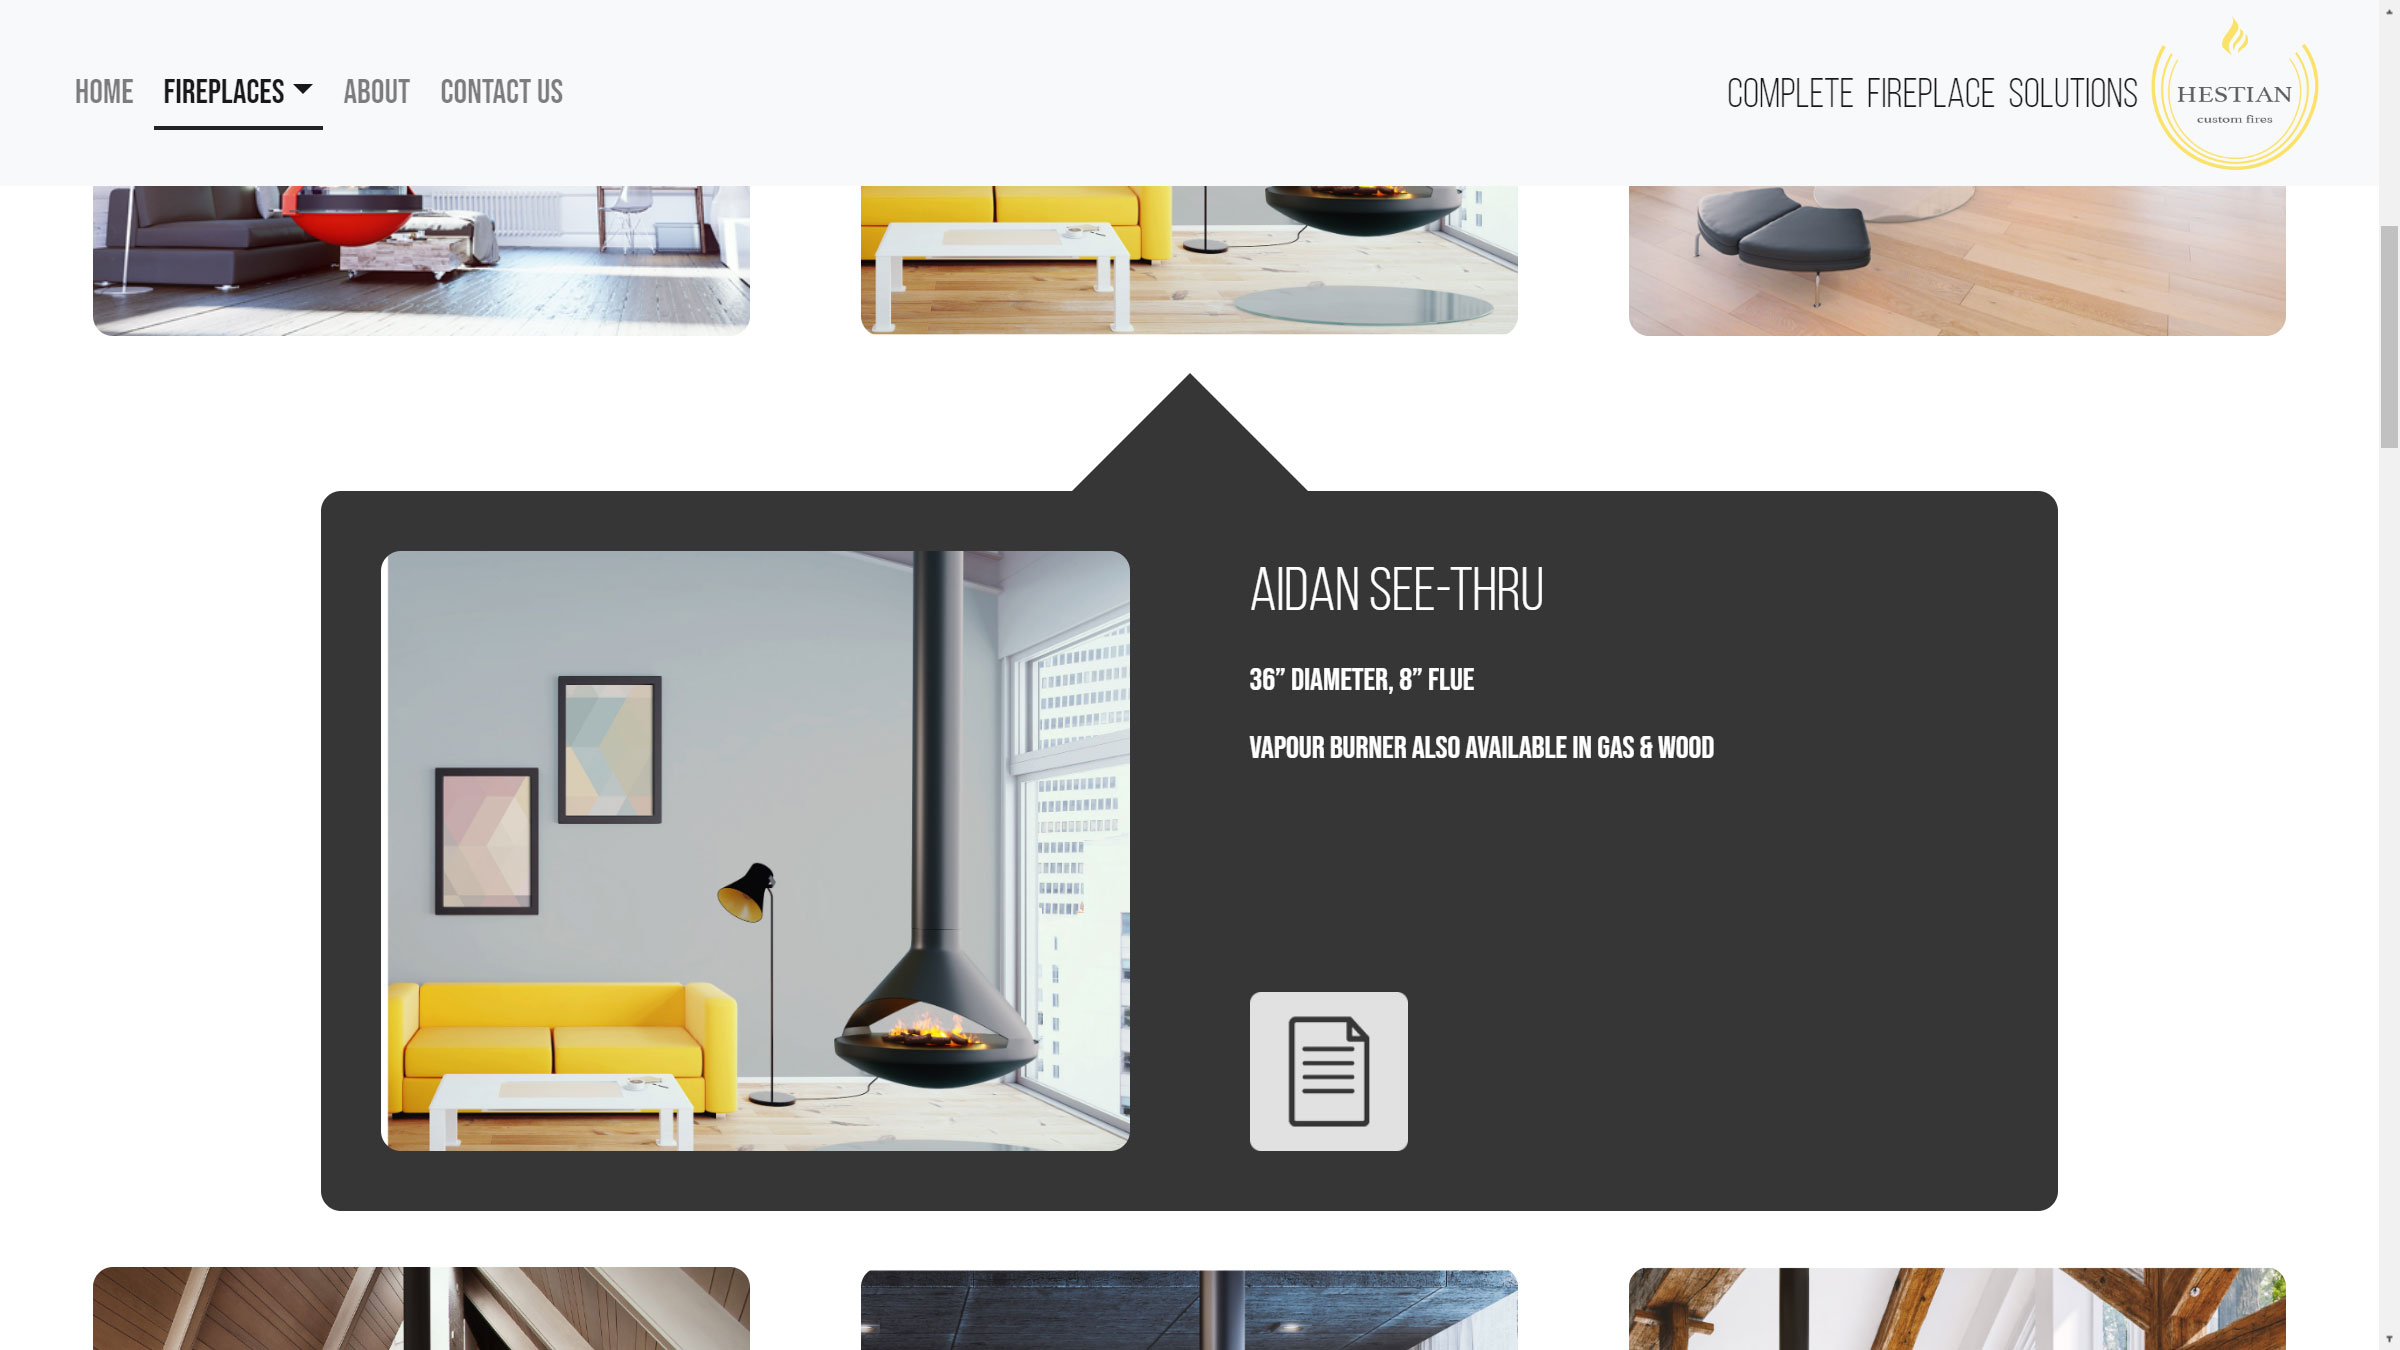 HOME
FIREPLACES
ABOUT
CONTACT US
COMPLETE FIREPLACE SOLUTIONS
HESTIAN
custom fires
AIDAN SEE-THRU
36” DIAMETER, 8” FLUE
VAPOUR BURNER ALSO AVAILABLE IN GAS & WOOD